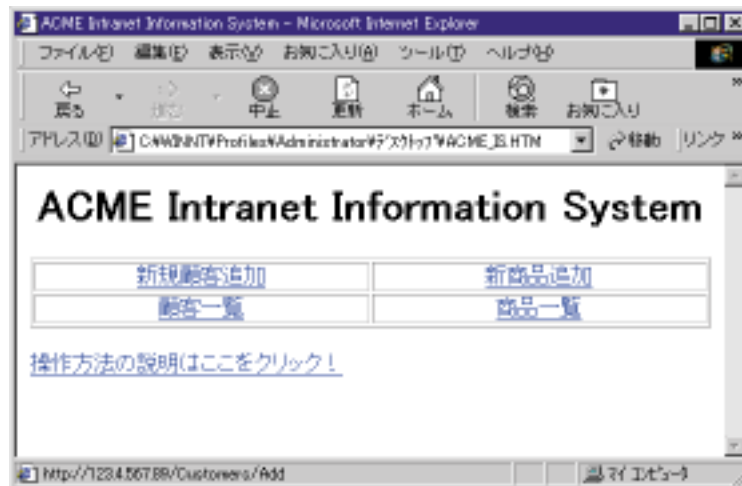 ACME Intranet Information System - Microsoft Internet Explorer
ファイル(F) 編集(E) 表示(V) お気に入り(A) ツール(T) ヘルプ(H)
戻る 進む 中止 更新 ホーム 検索 お気に入り »
アドレス(D) C:¥WINNT¥Profiles¥Administrator¥デスクトップ¥ACME_IS.HTM 移動 リンク »
ACME Intranet Information System
新規顧客追加 新商品追加
顧客一覧 商品一覧
操作方法の説明はここをクリック!
http://123.4.567.89/Customers/Add マイ コンピュータ